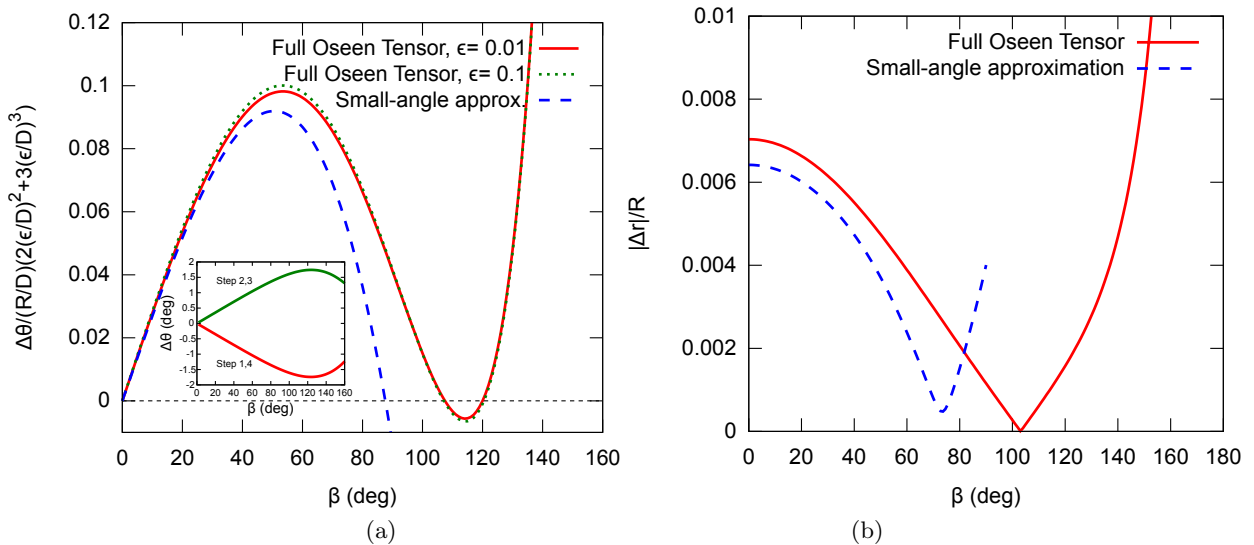 Δθ/(R/D)(2(ϵ/D)²+3(ϵ/D)³)
0.12
0.1
0.08
0.06
0.04
0.02
0
Full Oseen Tensor, ϵ= 0.01
Full Oseen Tensor, ϵ= 0.1
Small-angle approx.
Δθ (deg)
2
1.5
1
0.5
0
-0.5
-1
-1.5
-2
Step 2,3
Step 1,4
0 20 40 60 80 100 120 140 160
β (deg)
0 20 40 60 80 100 120 140 160
β (deg)
(a)
|Δr|/R
0.01
0.008
0.006
0.004
0.002
0
Full Oseen Tensor
Small-angle approximation
0 20 40 60 80 100 120 140 160 180
β (deg)
(b)